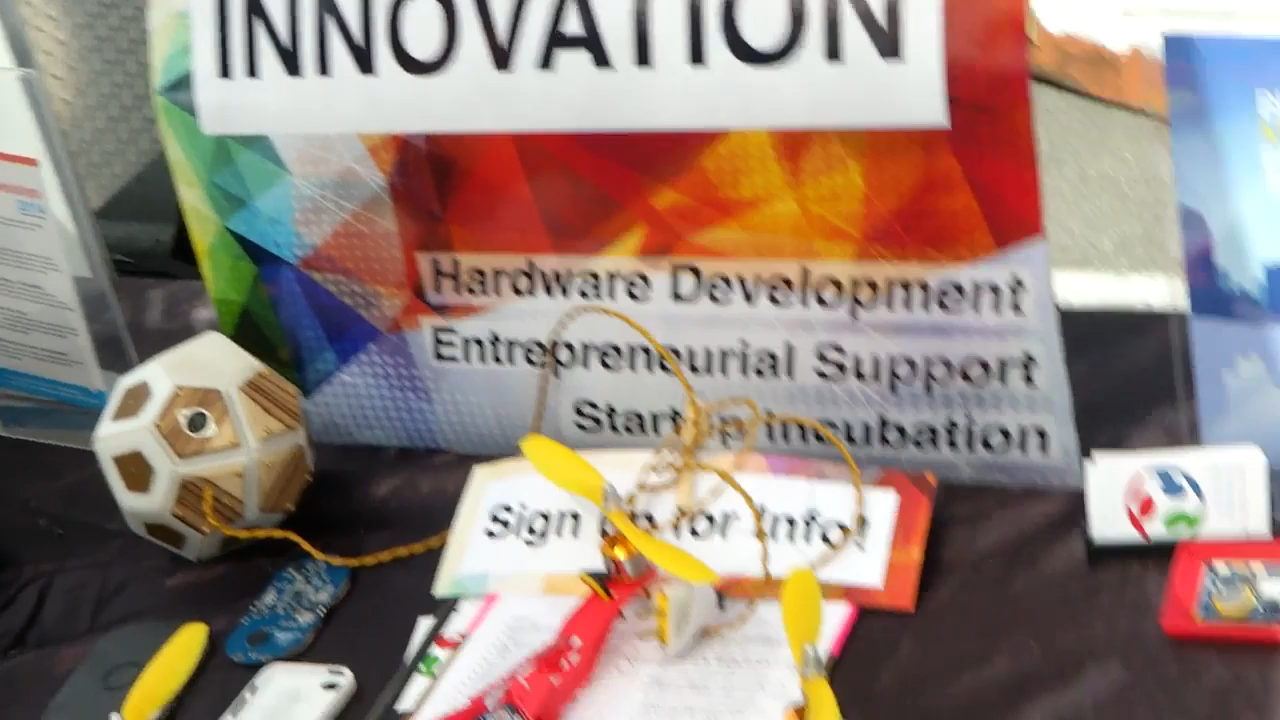 INNOVATION
Hardware Development
Entrepreneurial Support
Startup Incubation
Sign up for Info!